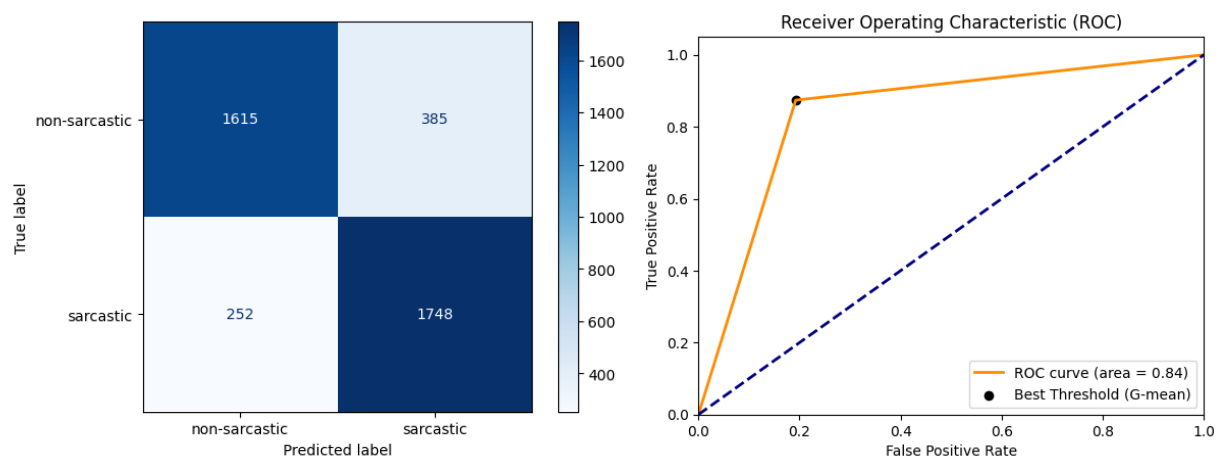 non-sarcastic
sarcastic
True label
1615
385
252
1748
non-sarcastic
sarcastic
Predicted label
1600
1400
1200
1000
800
600
400
Receiver Operating Characteristic (ROC)
True Positive Rate
1.0
0.8
0.6
0.4
0.2
0.0
0.0
0.2
0.4
0.6
0.8
1.0
False Positive Rate
ROC curve (area = 0.84)
Best Threshold (G-mean)